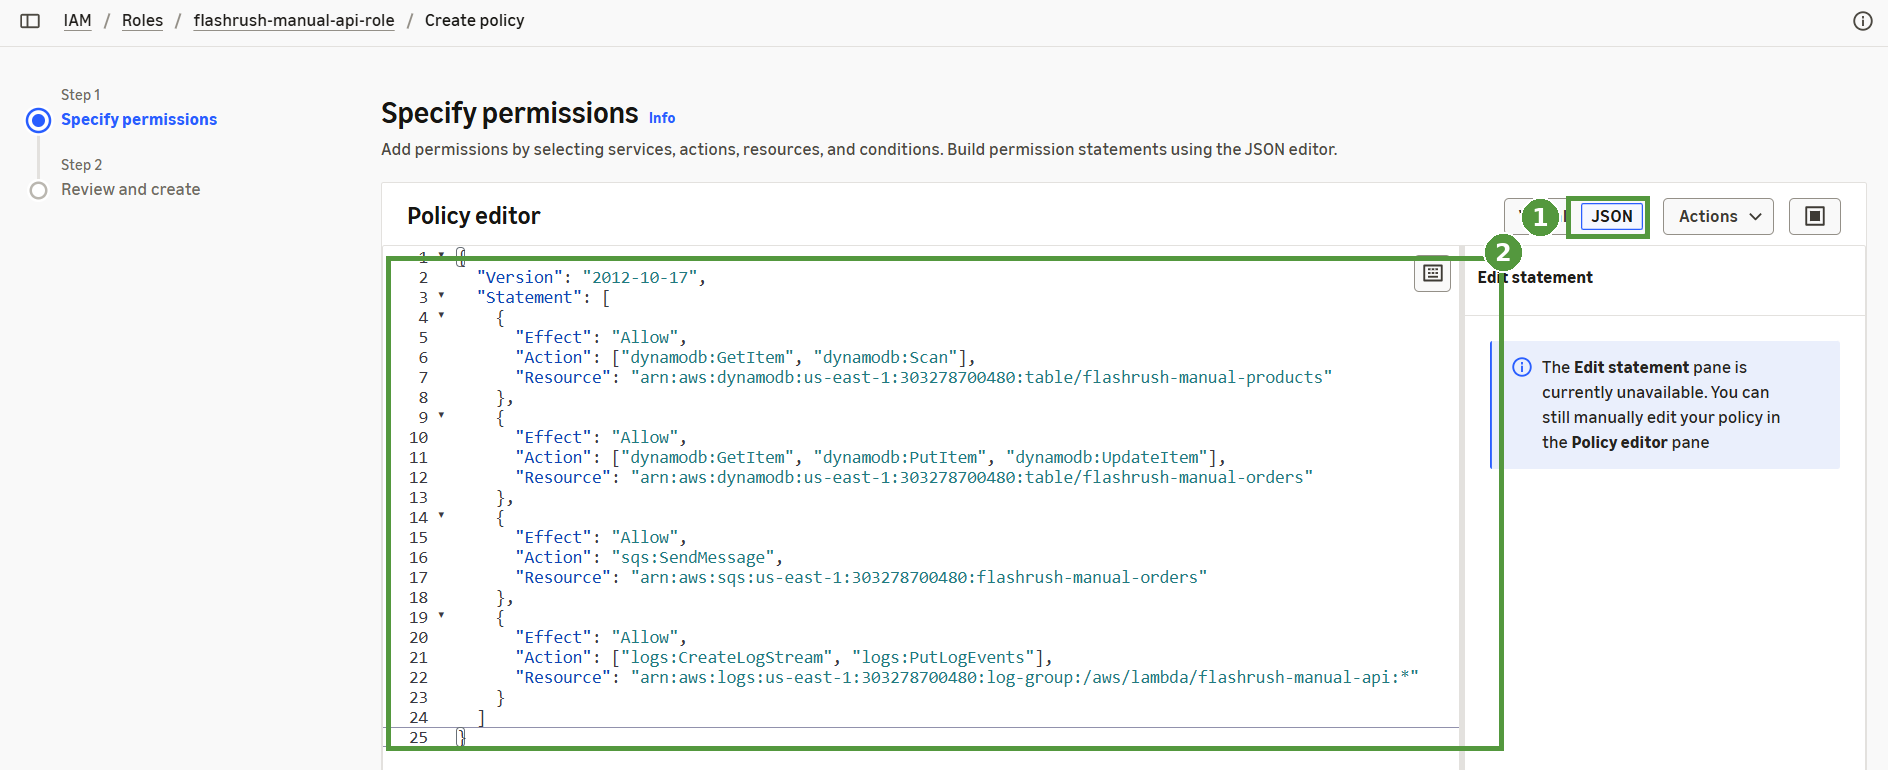 IAM / Roles / flashrush-manual-api-role / Create policy
Step 1
Specify permissions
Step 2
Review and create
Specify permissions Info
Add permissions by selecting services, actions, resources, and conditions. Build permission statements using the JSON editor.
Policy editor
1 JSON Actions
2
Edit statement
The Edit statement pane is
currently unavailable. You can
still manually edit your policy in
the Policy editor pane
1 {
2 "Version": "2012-10-17",
3 "Statement": [
4 {
5 "Effect": "Allow",
6 "Action": ["dynamodb:GetItem", "dynamodb:Scan"],
7 "Resource": "arn:aws:dynamodb:us-east-1:303278700480:table/flashrush-manual-products"
8 },
9 {
10 "Effect": "Allow",
11 "Action": ["dynamodb:GetItem", "dynamodb:PutItem", "dynamodb:UpdateItem"],
12 "Resource": "arn:aws:dynamodb:us-east-1:303278700480:table/flashrush-manual-orders"
13 },
14 {
15 "Effect": "Allow",
16 "Action": "sqs:SendMessage",
17 "Resource": "arn:aws:sqs:us-east-1:303278700480:flashrush-manual-orders"
18 },
19 {
20 "Effect": "Allow",
21 "Action": ["logs:CreateLogStream", "logs:PutLogEvents"],
22 "Resource": "arn:aws:logs:us-east-1:303278700480:log-group:/aws/lambda/flashrush-manual-api:*"
23 }
24 ]
25 }